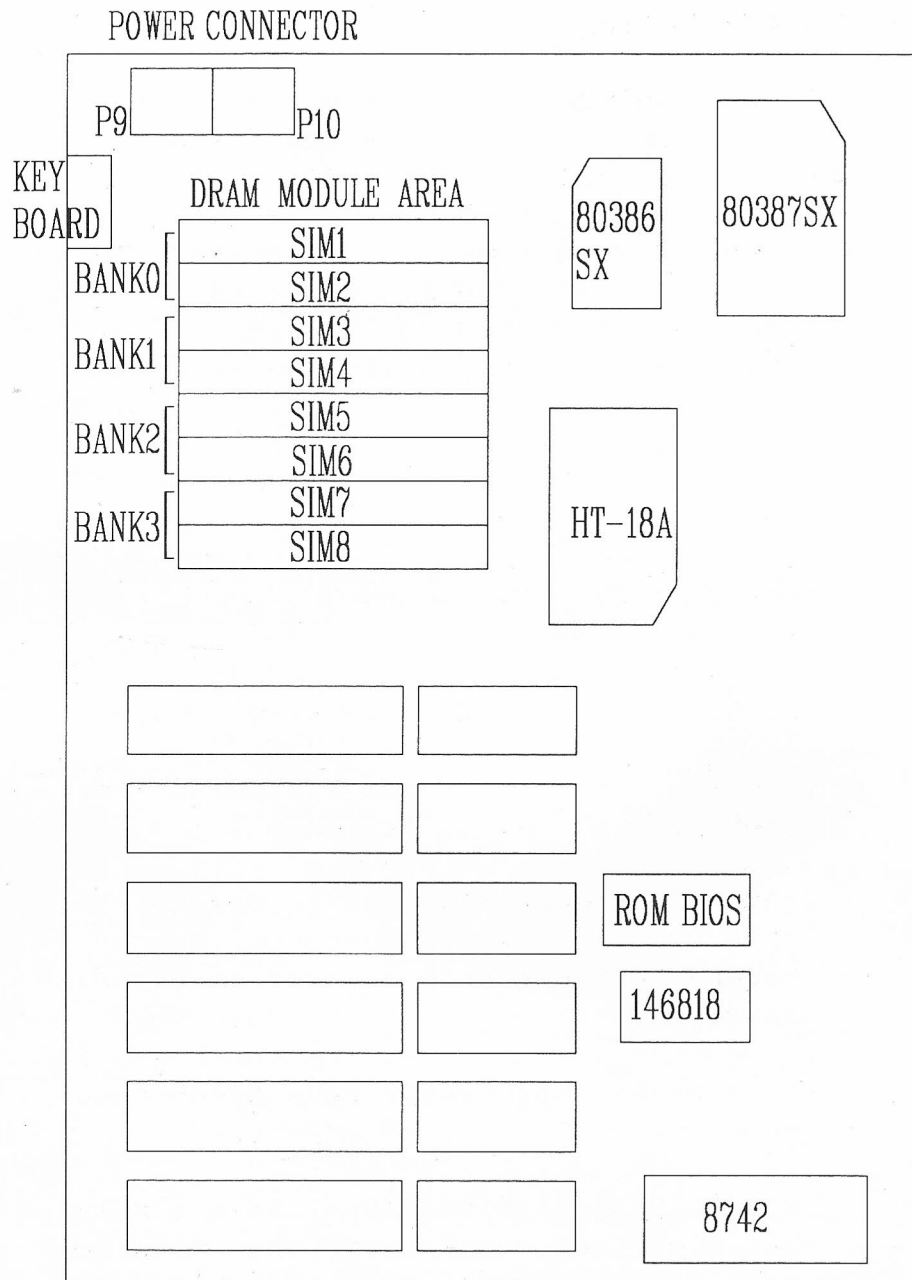 POWER CONNECTOR
P9
P10
KEY
BOARD
DRAM MODULE AREA
BANK0
SIM1
SIM2
BANK1
SIM3
SIM4
BANK2
SIM5
SIM6
BANK3
SIM7
SIM8
80386
SX
80387SX
HT-18A
ROM BIOS
146818
8742